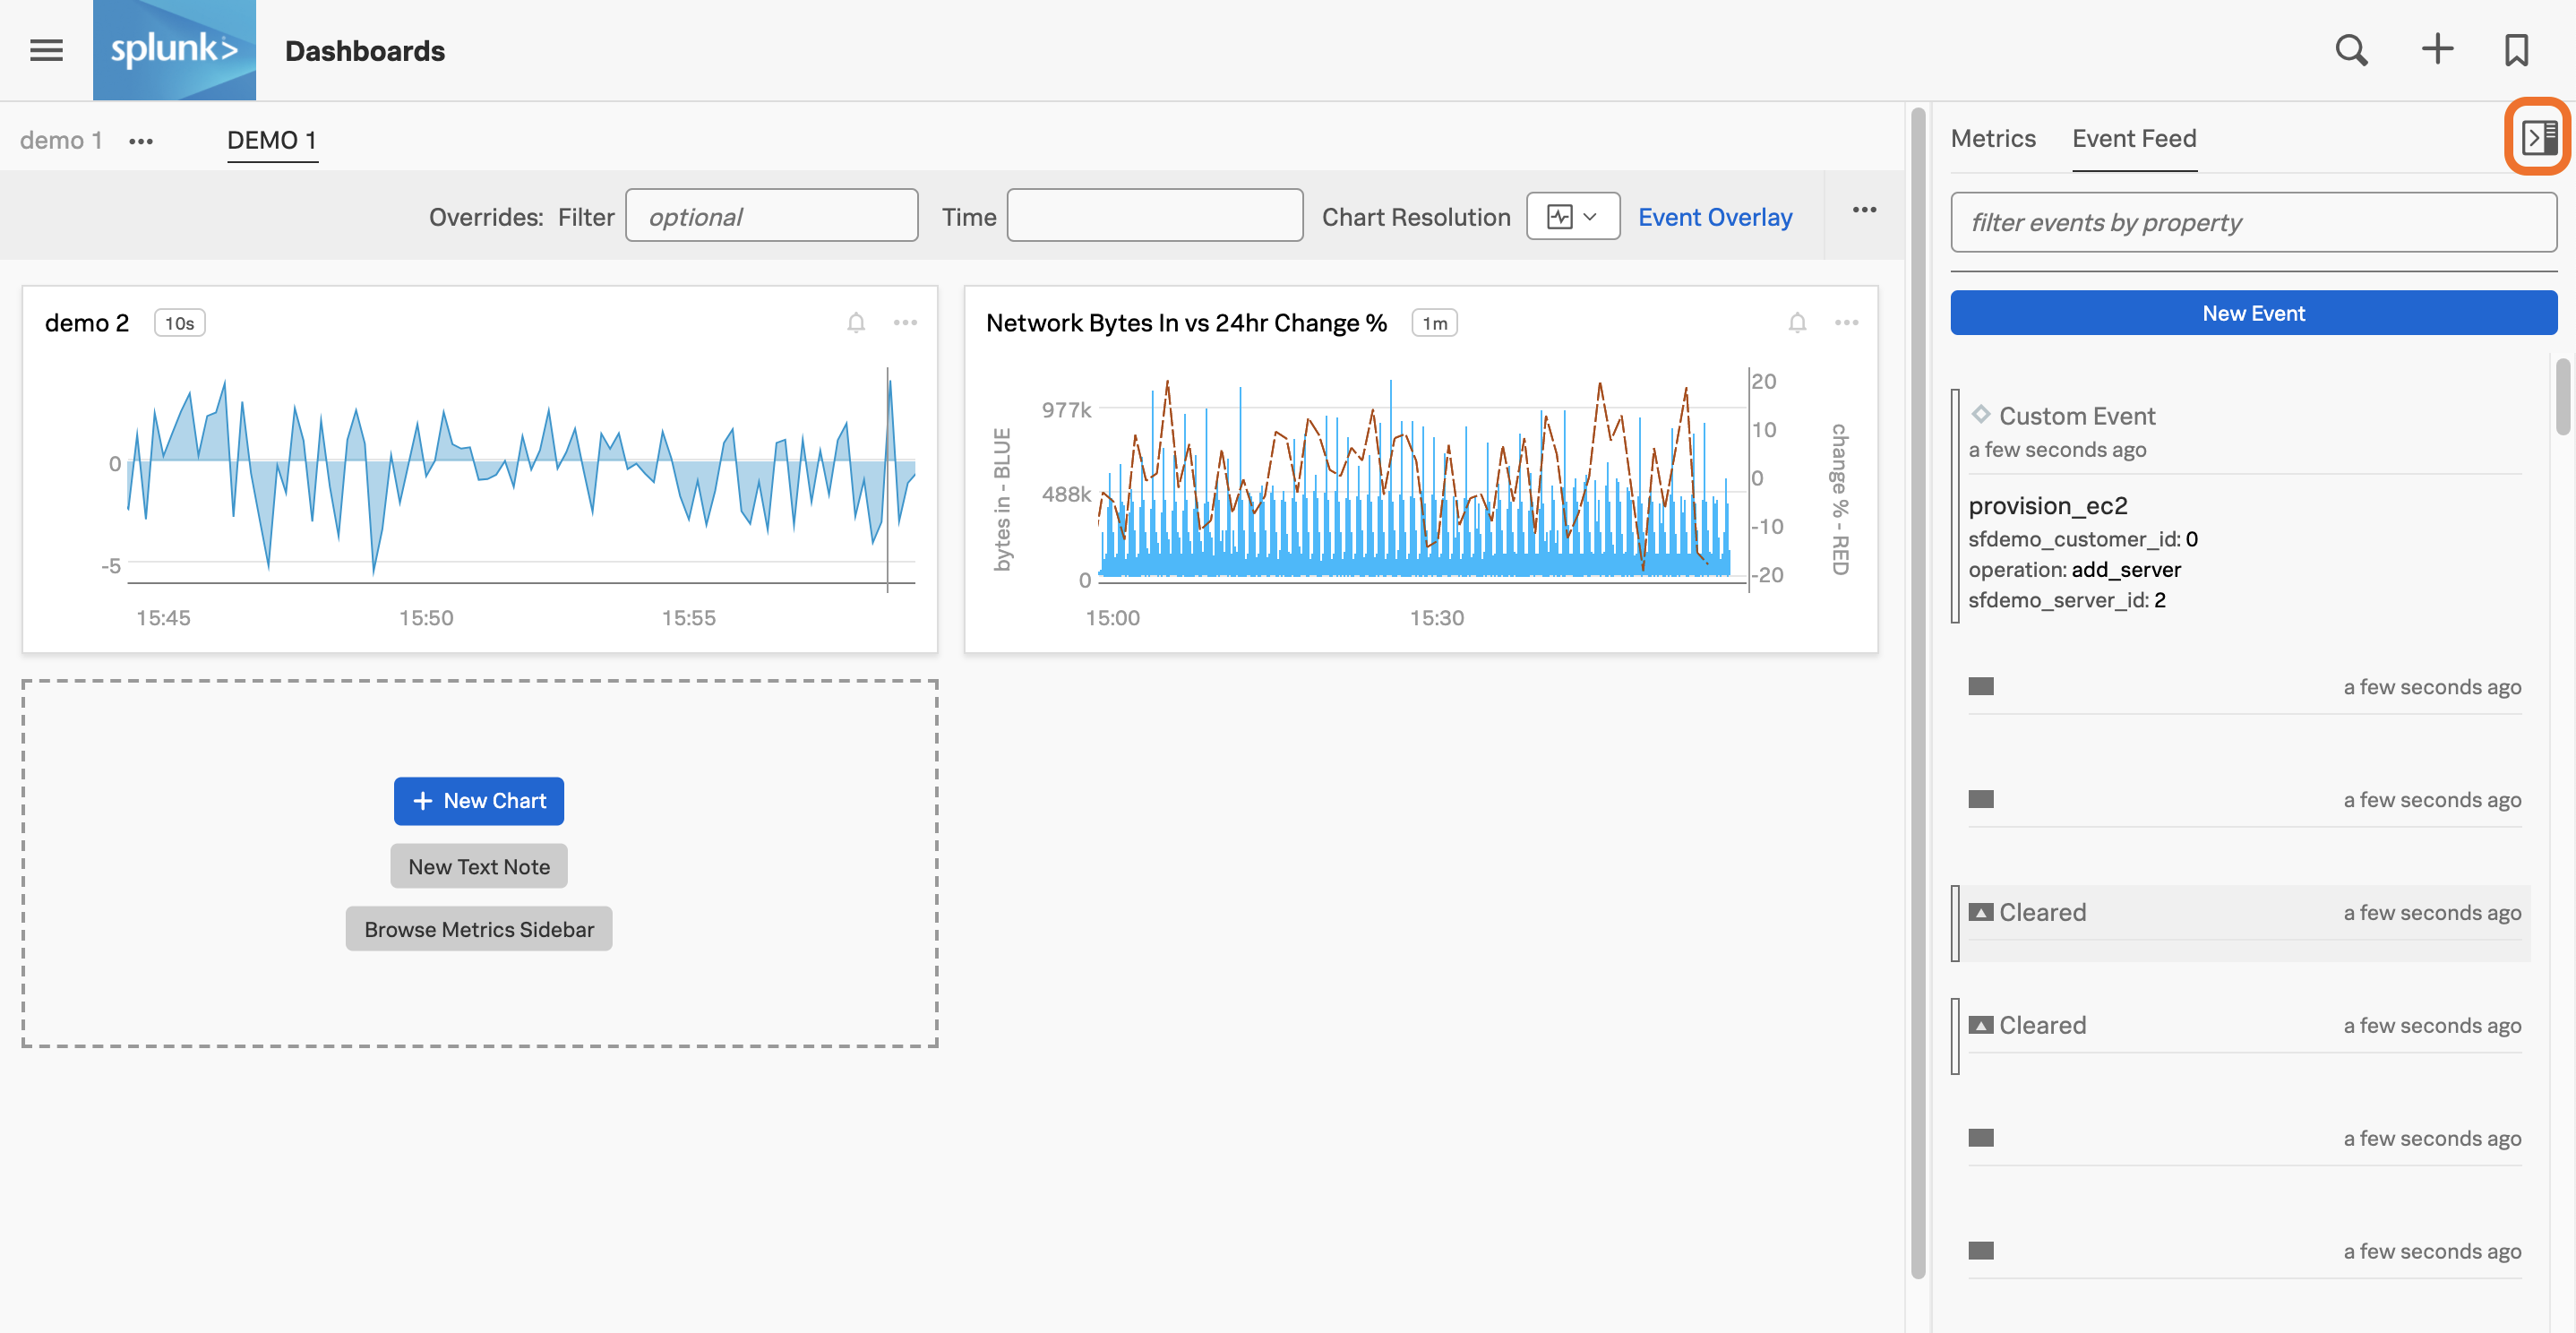 splunk>
Dashboards
demo 1
DEMO 1
Overrides: Filter optional Time Chart Resolution Event Overlay
demo 2 10s
0
-5
15:45 15:50 15:55
Network Bytes In vs 24hr Change % 1m
bytes in - BLUE
977k
488k
0
20
10
0
-10
-20
change % - RED
15:00 15:30
+ New Chart
New Text Note
Browse Metrics Sidebar
Metrics Event Feed
filter events by property
New Event
Custom Event
a few seconds ago
provision_ec2
sfdemo_customer_id: 0
operation: add_server
sfdemo_server_id: 2
a few seconds ago
a few seconds ago
Cleared a few seconds ago
Cleared a few seconds ago
a few seconds ago
a few seconds ago